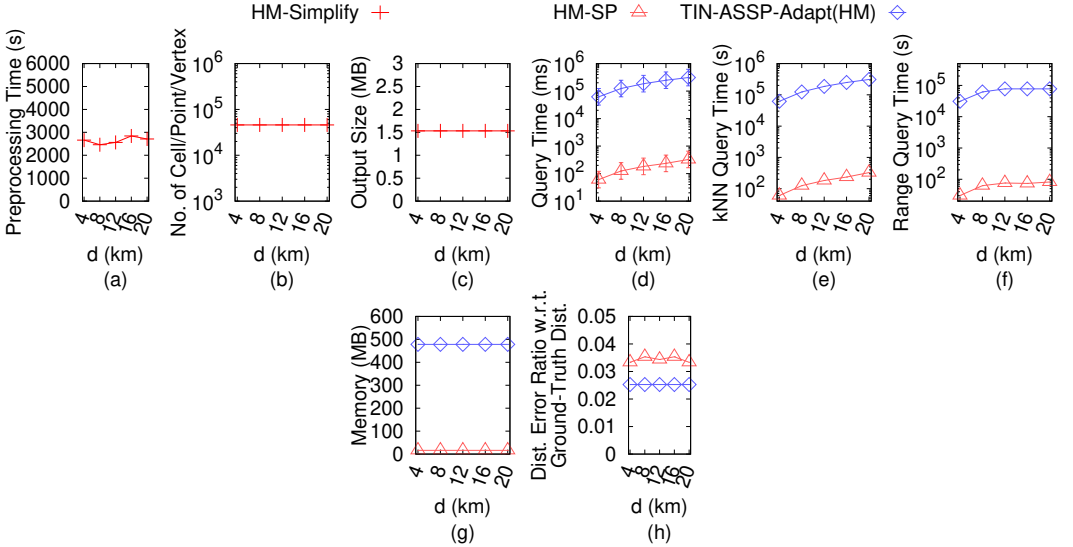 HM-Simplify HM-SP TIN-ASSP-Adapt(HM)
Preprocessing Time (s)
6000
5000
4000
3000
2000
1000
0
4 8 12 16 20
d (km)
(a)
No. of Cell/Point/Vertex
10^6
10^5
10^4
10^3
4 8 12 16 20
d (km)
(b)
Output Size (MB)
3
2.5
2
1.5
1
0.5
0
4 8 12 16 20
d (km)
(c)
Query Time (ms)
10^6
10^5
10^4
10^3
10^2
10^1
4 8 12 16 20
d (km)
(d)
kNN Query Time (s)
10^6
10^5
10^4
10^3
10^2
4 8 12 16 20
d (km)
(e)
Range Query Time (s)
10^5
10^4
10^3
10^2
4 8 12 16 20
d (km)
(f)
Memory (MB)
600
500
400
300
200
100
0
4 8 12 16 20
d (km)
(g)
Dist. Error Ratio w.r.t.
Ground-Truth Dist.
0.05
0.04
0.03
0.02
0.01
0
4 8 12 16 20
d (km)
(h)